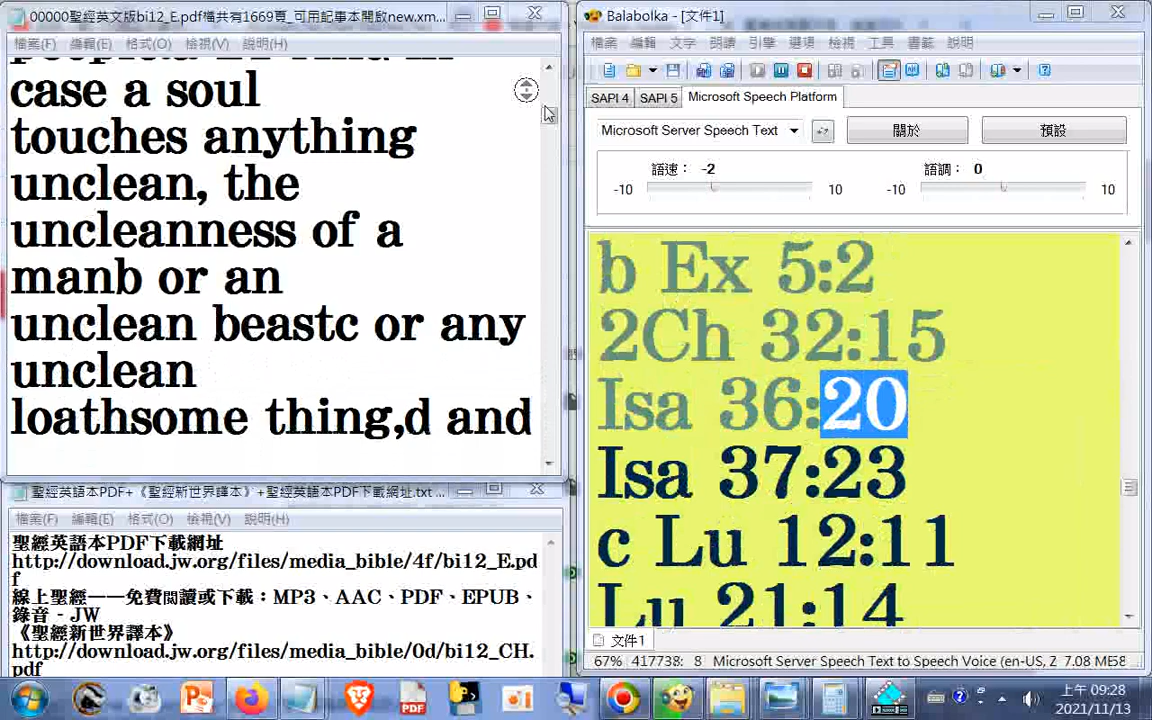 00000聖經英文版bi12_E.pdf檔共有1669頁_可用記事本開啟new.xm...
檔案(F) 編輯(E) 格式(O) 檢視(V) 說明(H)
case a soul
touches anything
unclean, the
uncleanness of a
manb or an
unclean beastc or any
unclean
loathsome thing,d and
聖經英語本PDF+《聖經新世界譯本》+聖經英語本PDF下載網址.txt ...
檔案(F) 編輯(E) 格式(O) 檢視(V) 說明(H)
聖經英語本PDF下載網址
http://download.jw.org/files/media_bible/4f/bi12_E.pd
f
線上聖經——免費閱讀或下載：MP3、AAC、PDF、EPUB、
錄音 - JW
《聖經新世界譯本》
http://download.jw.org/files/media_bible/0d/bi12_CH.
pdf
Balabolka - [文件1]
檔案 編輯 文字 朗讀 引擎 選項 檢視 工具 書籤 說明
SAPI 4 SAPI 5 Microsoft Speech Platform
Microsoft Server Speech Text 關於 預設
語速： -2 語調： 0
-10 10 -10 10
b Ex 5:2
2Ch 32:15
Isa 36:20
Isa 37:23
c Lu 12:11
Lu 21:14
文件1
67% 417738: 8 Microsoft Server Speech Text to Speech Voice (en-US, Z 7.08 ME58
上午 09:28
2021/11/13